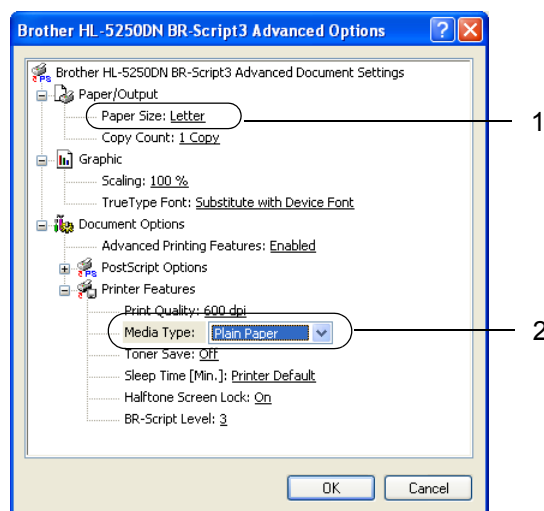 Brother HL-5250DN BR-Script3 Advanced Options
Brother HL-5250DN BR-Script3 Advanced Document Settings
Paper/Output
Paper Size: Letter
1
Copy Count: 1 Copy
Graphic
Scaling: 100 %
TrueType Font: Substitute with Device Font
Document Options
Advanced Printing Features: Enabled
PostScript Options
Printer Features
Print Quality: 600 dpi
Media Type: Plain Paper
2
Toner Save: Off
Sleep Time [Min.]: Printer Default
Halftone Screen Lock: On
BR-Script Level: 3
OK Cancel